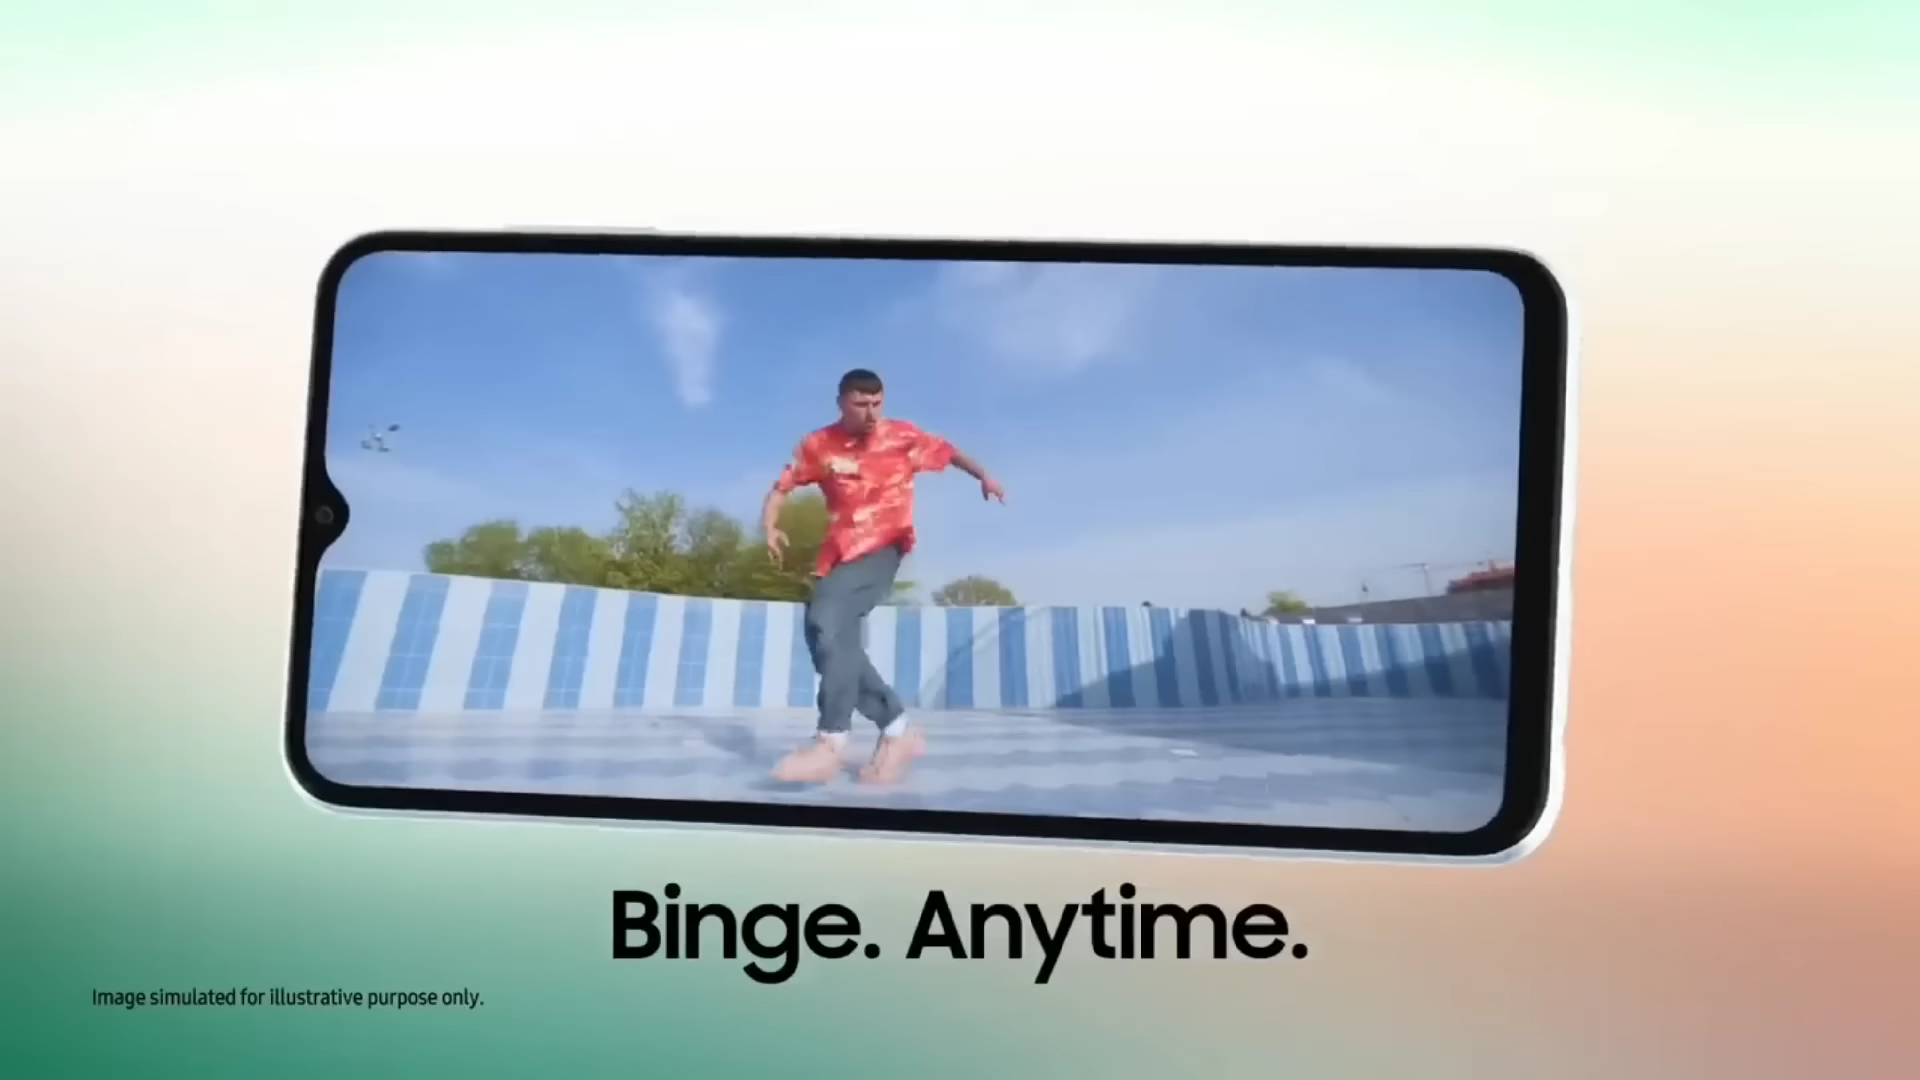 Binge. Anytime.
Image simulated for illustrative purpose only.